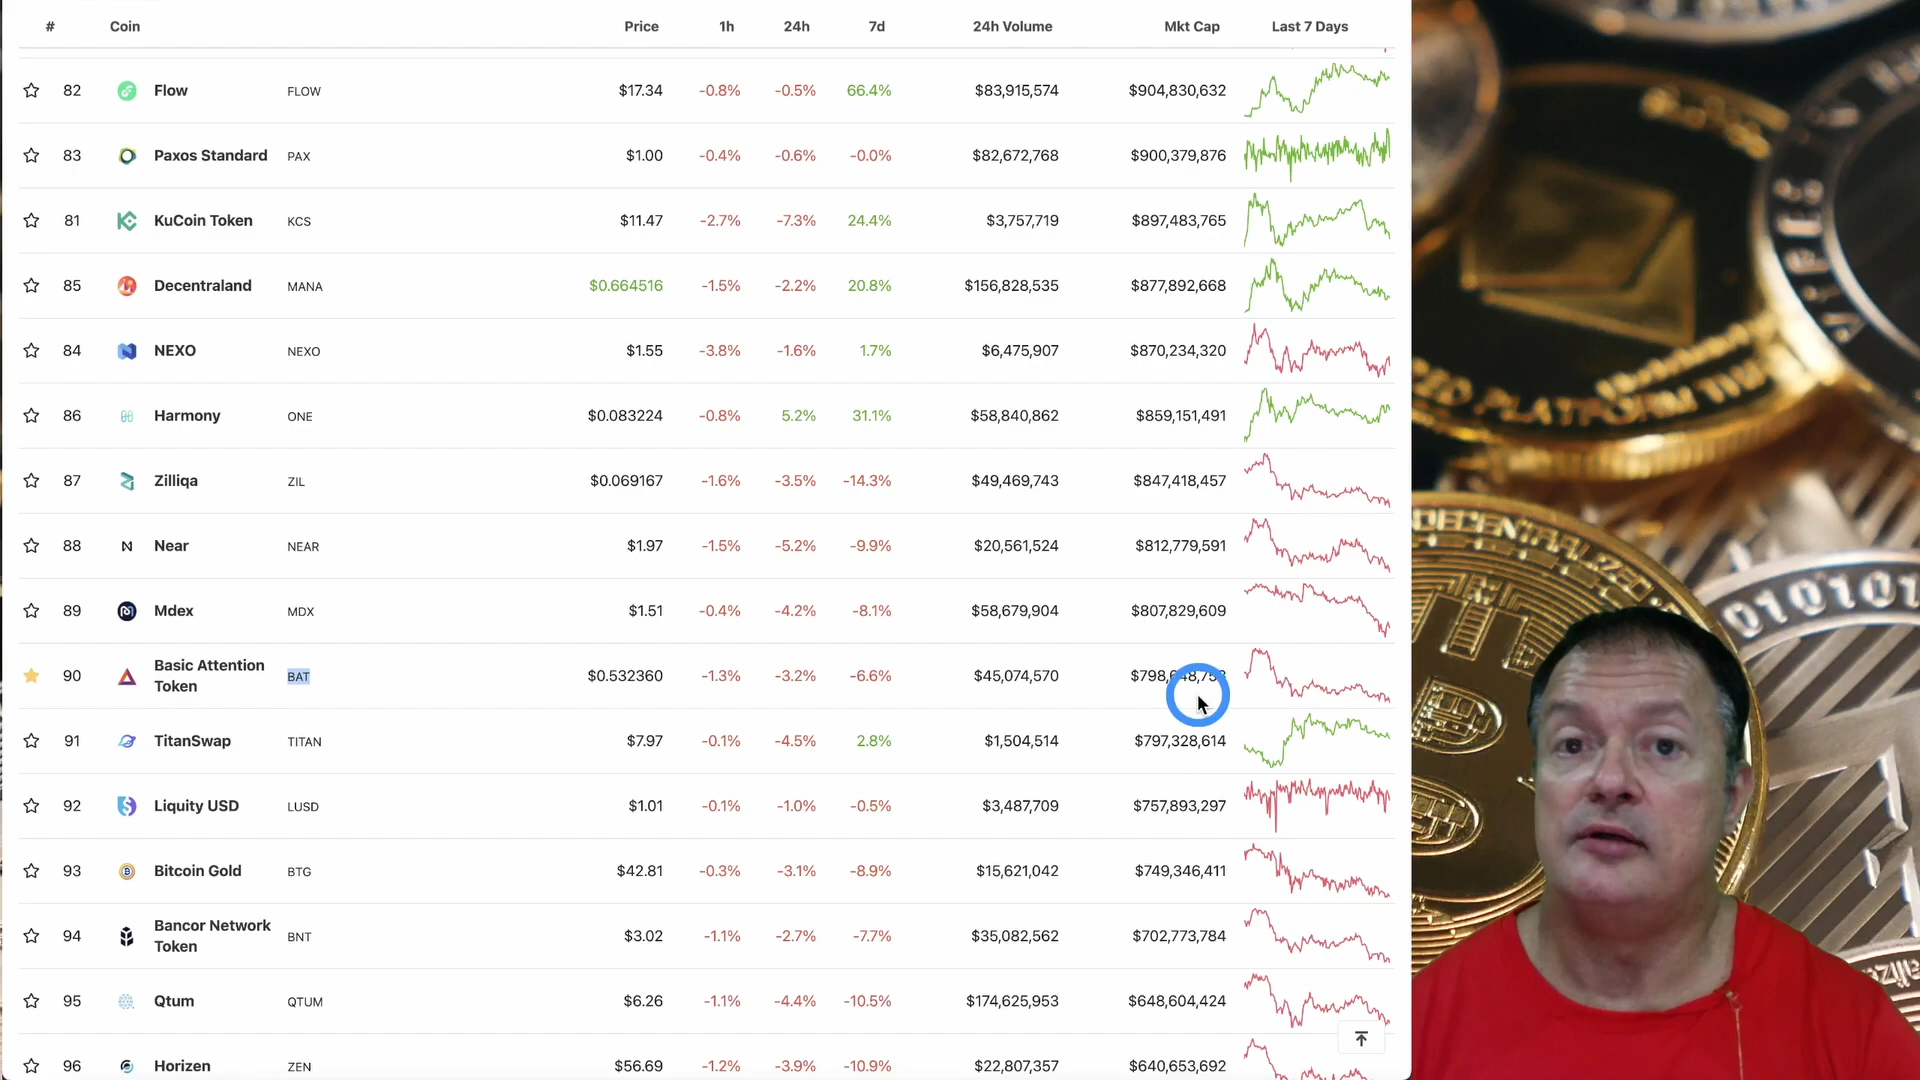 # Coin Price 1h 24h 7d 24h Volume Mkt Cap Last 7 Days
82 Flow FLOW $17.34 -0.8% -0.5% 66.4% $83,915,574 $904,830,632
83 Paxos Standard PAX $1.00 -0.4% -0.6% -0.0% $82,672,768 $900,379,876
81 KuCoin Token KCS $11.47 -2.7% -7.3% 24.4% $3,757,719 $897,483,765
85 Decentraland MANA $0.664516 -1.5% -2.2% 20.8% $156,828,535 $877,892,668
84 NEXO NEXO $1.55 -3.8% -1.6% 1.7% $6,475,907 $870,234,320
86 Harmony ONE $0.083224 -0.8% 5.2% 31.1% $58,840,862 $859,151,491
87 Zilliqa ZIL $0.069167 -1.6% -3.5% -14.3% $49,469,743 $847,418,457
88 Near NEAR $1.97 -1.5% -5.2% -9.9% $20,561,524 $812,779,591
89 Mdex MDX $1.51 -0.4% -4.2% -8.1% $58,679,904 $807,829,609
90 Basic Attention
Token BAT $0.532360 -1.3% -3.2% -6.6% $45,074,570
91 TitanSwap TITAN $7.97 -0.1% -4.5% 2.8% $1,504,514 $797,328,614
92 Liquity USD LUSD $1.01 -0.1% -1.0% -0.5% $3,487,709 $757,893,297
93 Bitcoin Gold BTG $42.81 -0.3% -3.1% -8.9% $15,621,042 $749,346,411
94 Bancor Network
Token BNT $3.02 -1.1% -2.7% -7.7% $35,082,562 $702,773,784
95 Qtum QTUM $6.26 -1.1% -4.4% -10.5% $174,625,953 $648,604,424
96 Horizen ZEN $56.69 -1.2% -3.9% -10.9% $22,807,357 $640,653,692
DECENTRALIZED
010101